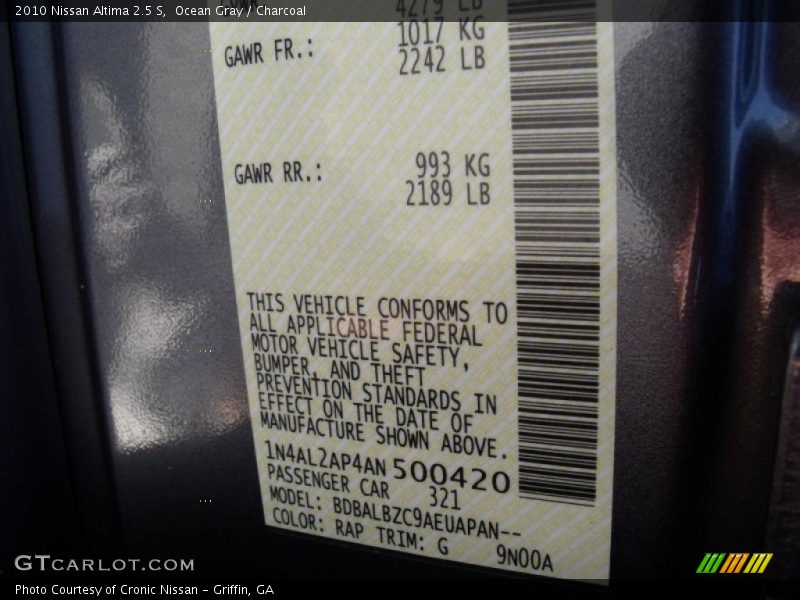 2010 Nissan Altima 2.5 S, Ocean Gray / Charcoal
4279 LB
GAWR FR.: 1017 KG
2242 LB
GAWR RR.: 993 KG
2189 LB
THIS VEHICLE CONFORMS TO
ALL APPLICABLE FEDERAL
MOTOR VEHICLE SAFETY,
BUMPER, AND THEFT
PREVENTION STANDARDS IN
EFFECT ON THE DATE OF
MANUFACTURE SHOWN ABOVE.
1N4AL2AP4AN500420
PASSENGER CAR 321
MODEL: BDBALBZC9AEUAPAN--
COLOR: RAP TRIM: G 9N00A
GTCARLOT.COM
Photo Courtesy of Cronic Nissan - Griffin, GA